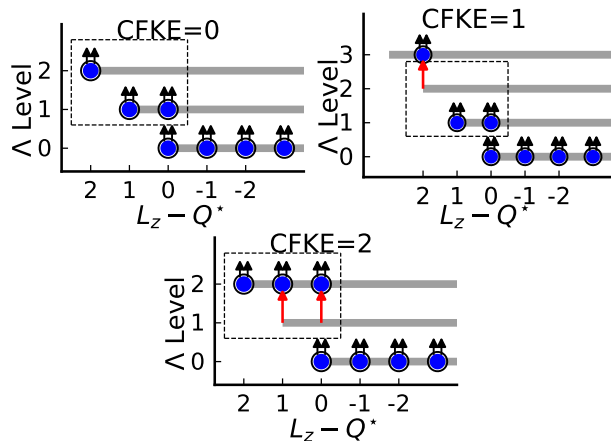 CFKE=0
Λ Level
2
1
0
2 1 0 -1 -2
L_z − Q*
CFKE=1
Λ Level
3
2
1
0
2 1 0 -1 -2
L_z − Q*
CFKE=2
Λ Level
2
1
0
2 1 0 -1 -2
L_z − Q*